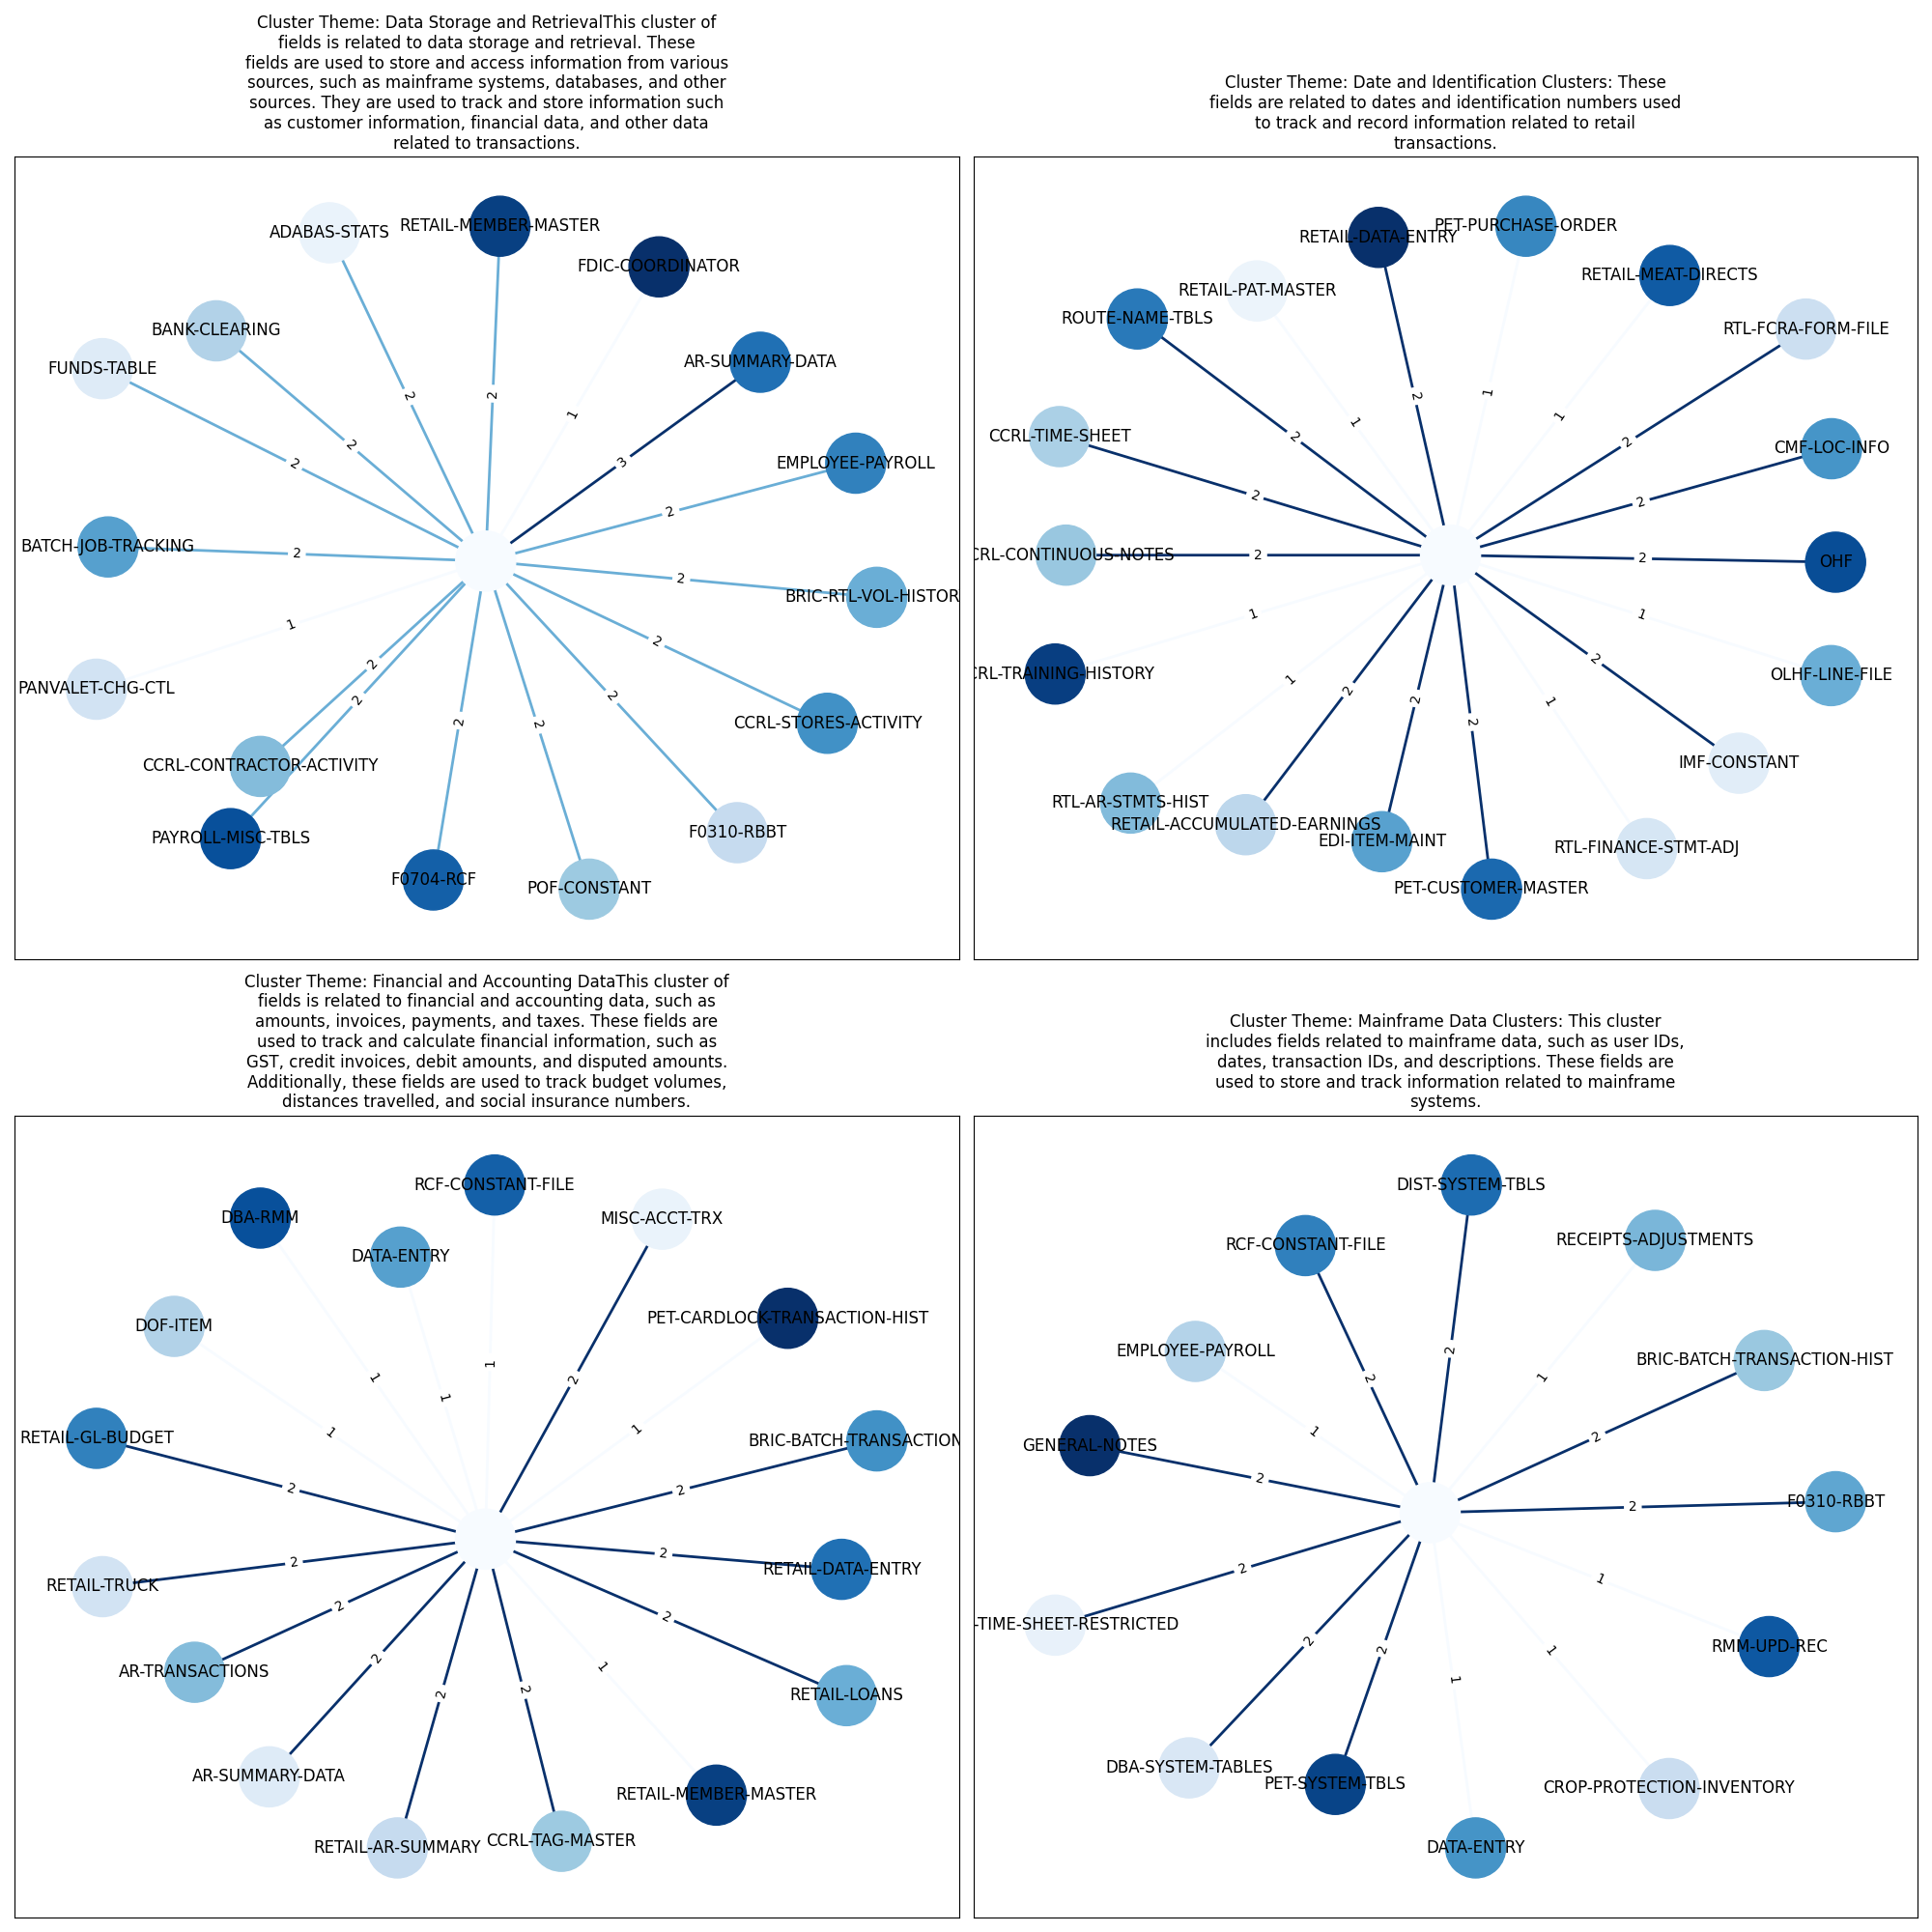 Cluster Theme: Data Storage and RetrievalThis cluster of
fields is related to data storage and retrieval. These
fields are used to store and access information from various
sources, such as mainframe systems, databases, and other
sources. They are used to track and store information such
as customer information, financial data, and other data
related to transactions.
RETAIL-MEMBER-MASTER
ADABAS-STATS
FDIC-COORDINATOR
BANK-CLEARING
AR-SUMMARY-DATA
FUNDS-TABLE
2
2
1
2
3
2
EMPLOYEE-PAYROLL
2
BATCH-JOB-TRACKING
2
2
BRIC-RTL-VOL-HISTOR
1
2
2
PANVALET-CHG-CTL
2
2
2
2
CCRL-STORES-ACTIVITY
CCRL-CONTRACTOR-ACTIVITY
PAYROLL-MISC-TBLS
F0310-RBBT
F0704-RCF
POF-CONSTANT
Cluster Theme: Date and Identification Clusters: These
fields are related to dates and identification numbers used
to track and record information related to retail
transactions.
PET-PURCHASE-ORDER
RETAIL-DATA-ENTRY
RETAIL-MEAT-DIRECTS
RETAIL-PAT-MASTER
ROUTE-NAME-TBLS
RTL-FCRA-FORM-FILE
1
2
1
1
2
2
CCRL-TIME-SHEET
CMF-LOC-INFO
2
2
CRL-CONTINUOUS-NOTES
2
2
OHF
1
1
CRL-TRAINING-HISTORY
OLHF-LINE-FILE
2
1
2
2
1
2
IMF-CONSTANT
RTL-AR-STMTS-HIST
RETAIL-ACCUMULATED-EARNINGS
EDI-ITEM-MAINT
RTL-FINANCE-STMT-ADJ
PET-CUSTOMER-MASTER
Cluster Theme: Financial and Accounting DataThis cluster of
fields is related to financial and accounting data, such as
amounts, invoices, payments, and taxes. These fields are
used to track and calculate financial information, such as
GST, credit invoices, debit amounts, and disputed amounts.
Additionally, these fields are used to track budget volumes,
distances travelled, and social insurance numbers.
RCF-CONSTANT-FILE
DBA-RMM
MISC-ACCT-TRX
DATA-ENTRY
DOF-ITEM
PET-CARDLOCK-TRANSACTION-HIST
1
1
2
1
1
1
RETAIL-GL-BUDGET
BRIC-BATCH-TRANSACTION
2
2
2
2
RETAIL-DATA-ENTRY
RETAIL-TRUCK
2
2
2
1
AR-TRANSACTIONS
2
2
RETAIL-LOANS
AR-SUMMARY-DATA
RETAIL-MEMBER-MASTER
RETAIL-AR-SUMMARY
CCRL-TAG-MASTER
Cluster Theme: Mainframe Data Clusters: This cluster
includes fields related to mainframe data, such as user IDs,
dates, transaction IDs, and descriptions. These fields are
used to store and track information related to mainframe
systems.
DIST-SYSTEM-TBLS
RCF-CONSTANT-FILE
RECEIPTS-ADJUSTMENTS
EMPLOYEE-PAYROLL
BRIC-BATCH-TRANSACTION-HIST
2
2
1
1
2
GENERAL-NOTES
2
2
F0310-RBBT
2
1
-TIME-SHEET-RESTRICTED
2
2
1
1
RMM-UPD-REC
DBA-SYSTEM-TABLES
PET-SYSTEM-TBLS
CROP-PROTECTION-INVENTORY
DATA-ENTRY